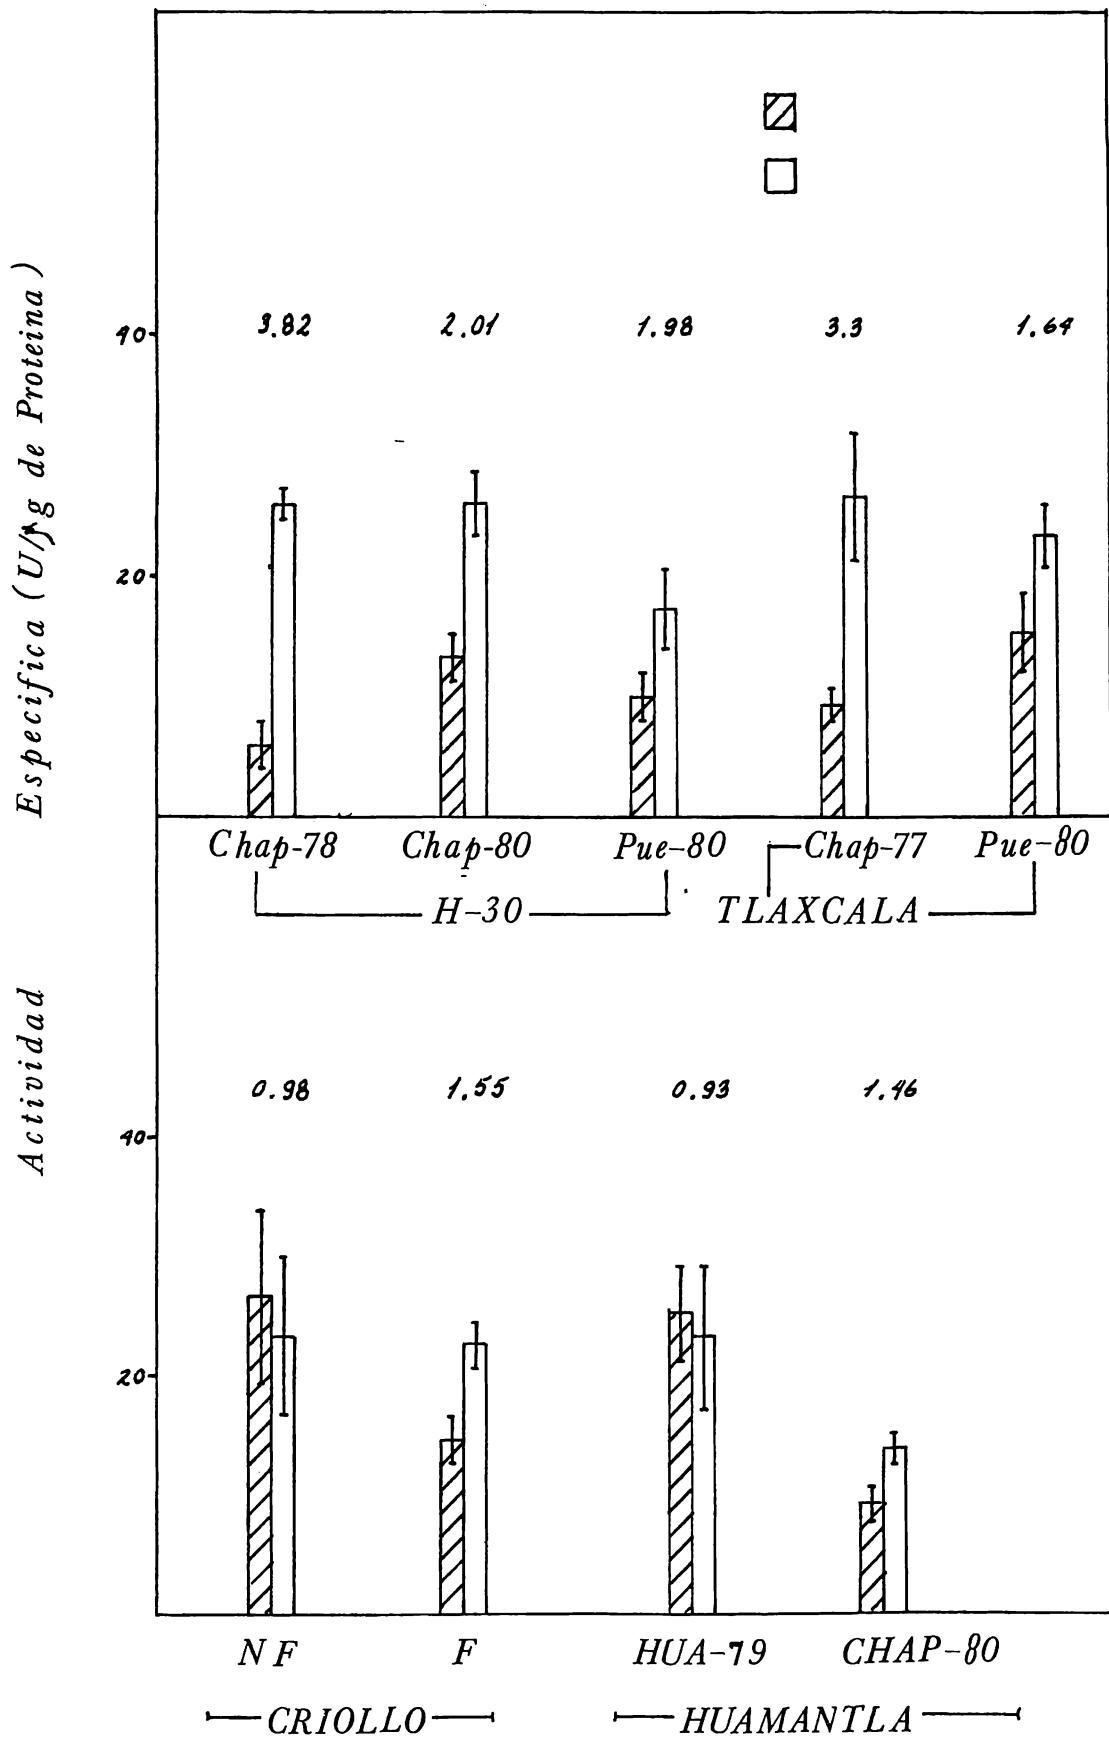 Actividad Especifica (U/µg de Proteina)
40
3.82 2.01 1.98 3.3 1.64
20
Chap-78 Chap-80 Pue-80 Chap-77 Pue-80
H-30 TLAXCALA
0.98 1.55 0.93 1.46
40
20
NF F HUA-79 CHAP-80
CRIOLLO HUAMANTLA